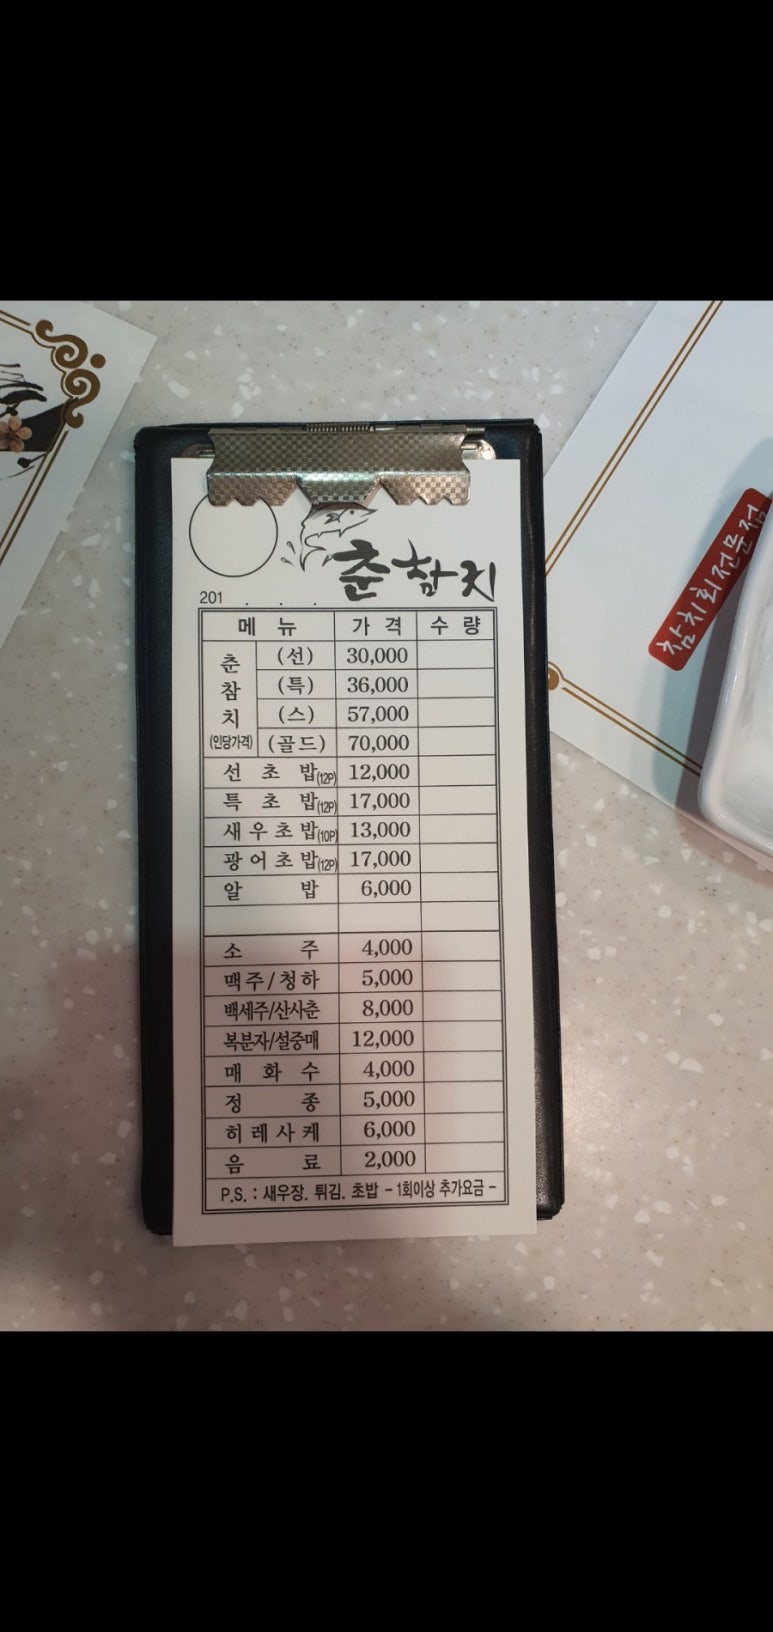 춘참치
201 . . .
메 뉴 가 격 수 량
춘참치 (인당가격)
(선) 30,000
(특) 36,000
(스) 57,000
(골드) 70,000
선 초 밥(12P) 12,000
특 초 밥(12P) 17,000
새우초밥(10P) 13,000
광어초밥(12P) 17,000
알 밥 6,000
소 주 4,000
맥주/청하 5,000
백세주/산사춘 8,000
복분자/설중매 12,000
매 화 수 4,000
정 종 5,000
히레사케 6,000
음 료 2,000
P.S. : 새우장. 튀김. 초밥 - 1회이상 추가요금 -
참치회전문점